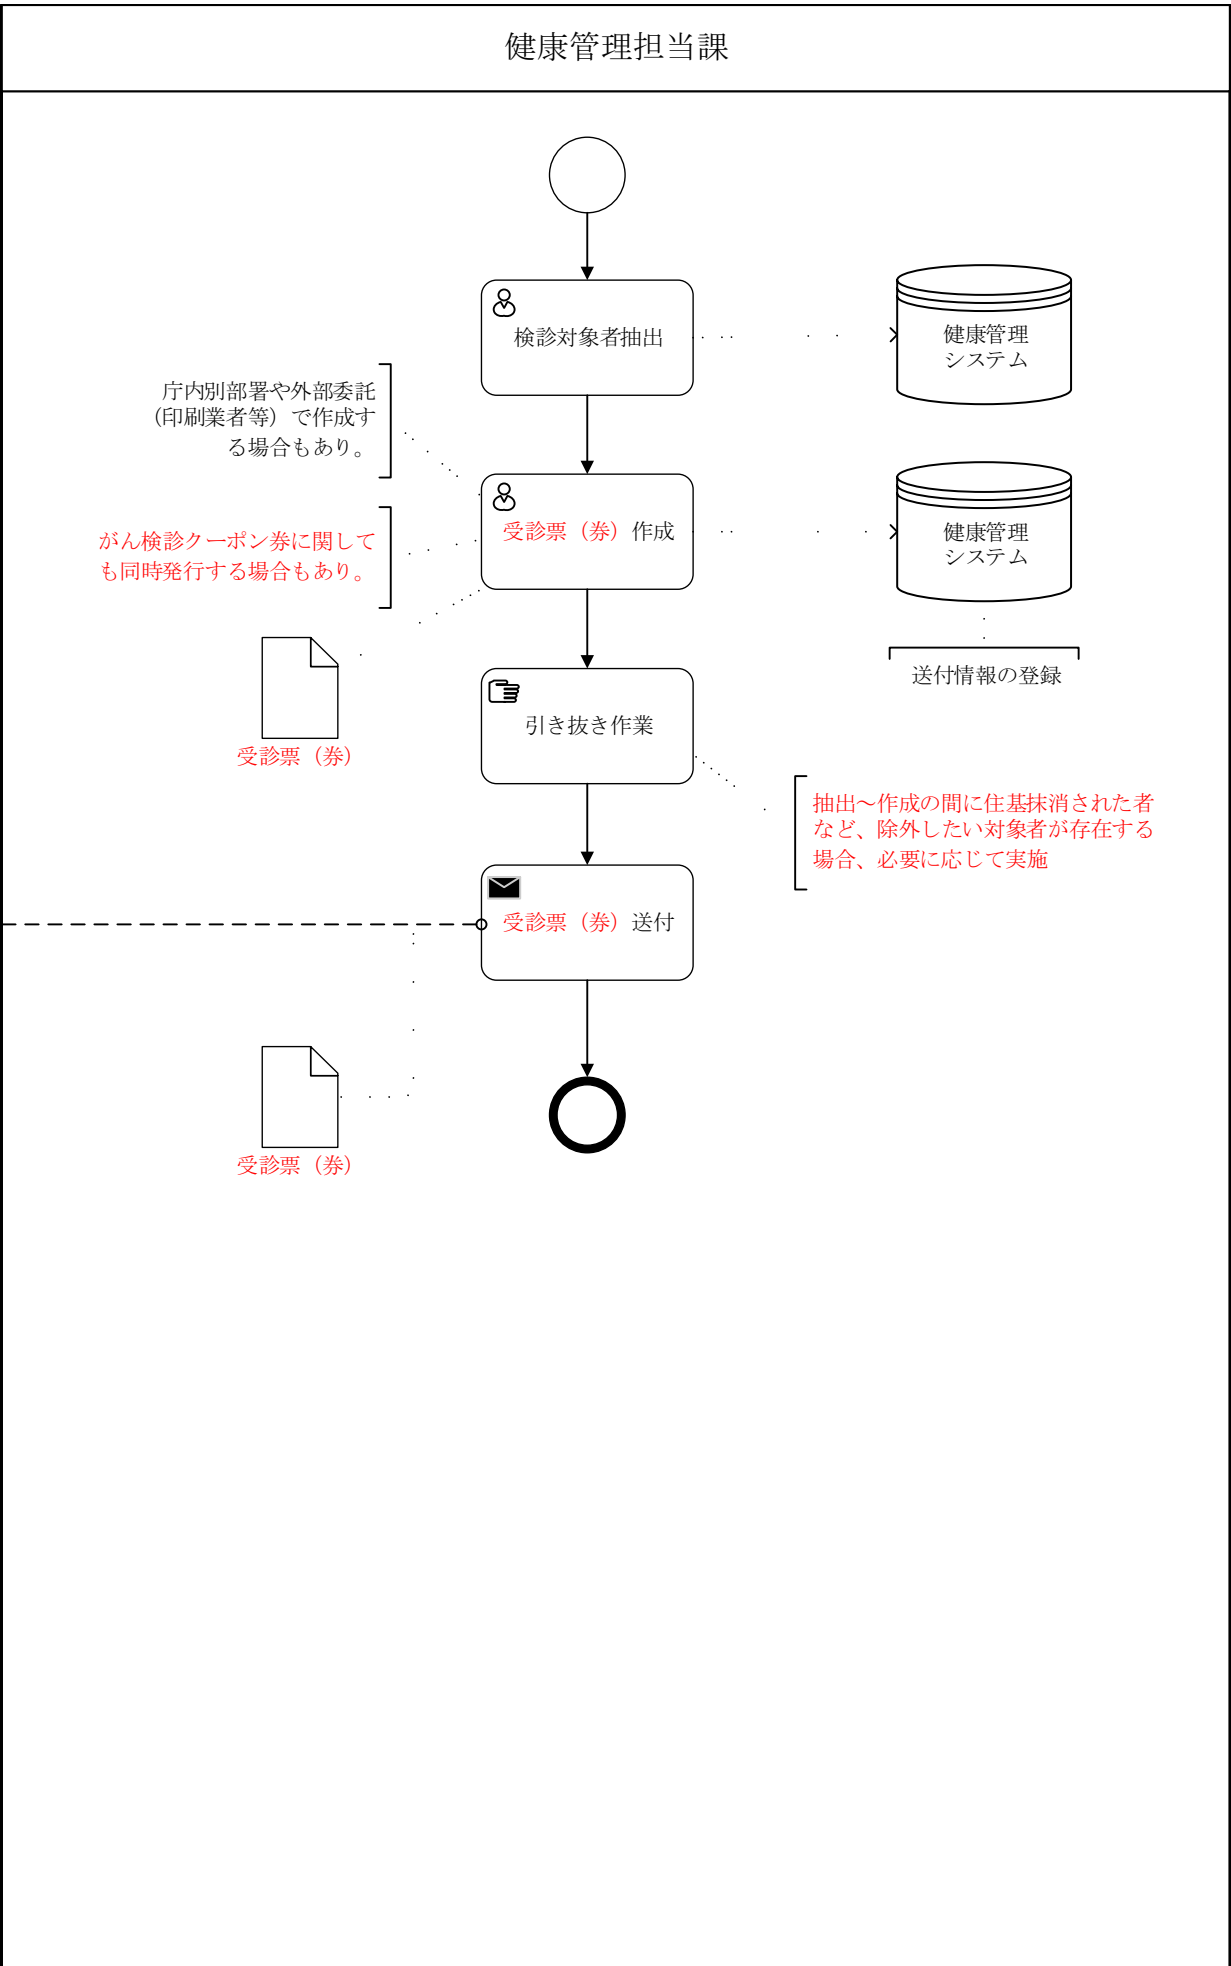 健康管理担当課
検診対象者抽出
健康管理
システム
庁内別部署や外部委託
（印刷業者等）で作成す
る場合もあり。
受診票（券）作成
健康管理
システム
がん検診クーポン券に関して
も同時発行する場合もあり。
送付情報の登録
受診票（券）
引き抜き作業
抽出～作成の間に住基抹消された者
など、除外したい対象者が存在する
場合、必要に応じて実施
受診票（券）送付
受診票（券）